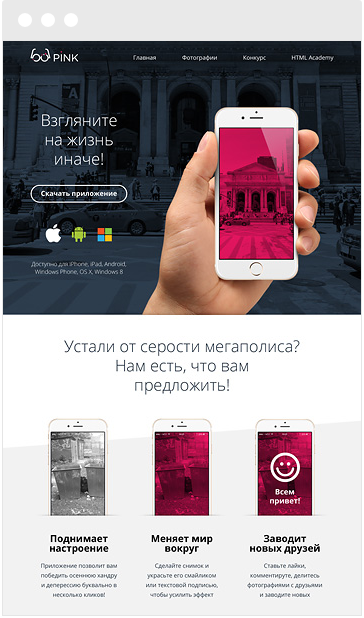 PiNK
Главная Фотографии Конкурс HTML Academy
Взгляните
на жизнь
иначе!
Скачать приложение
Доступно для iPhone, iPad, Android,
Windows Phone, OS X, Windows 8
Устали от серости мегаполиса?
Нам есть, что вам
предложить!
Всем
привет!
Поднимает
настроение
Приложение позволит вам
победить осеннюю хандру
и депрессию буквально в
несколько кликов!
Меняет мир
вокруг
Сделайте снимок и
украсьте его смайликом
или текстовой подписью,
чтобы усилить эффект
Заводит
новых друзей
Ставьте лайки,
комментируте, делитесь
фотографиями с друзьями
и заводите новых